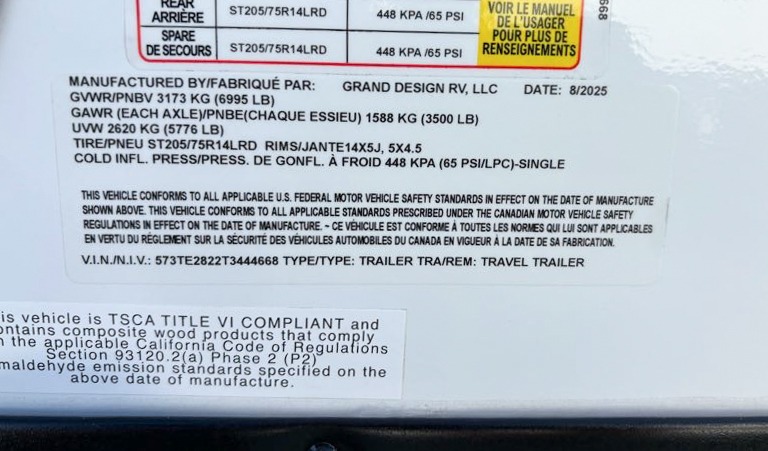 REAR
ARRIÈRE ST205/75R14LRD 448 KPA /65 PSI
SPARE
DE SECOURS ST205/75R14LRD 448 KPA /65 PSI
VOIR LE MANUEL
DE L'USAGER
POUR PLUS DE
RENSEIGNEMENTS
668
MANUFACTURED BY/FABRIQUÉ PAR: GRAND DESIGN RV, LLC DATE: 8/2025
GVWR/PNBV 3173 KG (6995 LB)
GAWR (EACH AXLE)/PNBE(CHAQUE ESSIEU) 1588 KG (3500 LB)
UVW 2620 KG (5776 LB)
TIRE/PNEU ST205/75R14LRD RIMS/JANTE14X5J, 5X4.5
COLD INFL. PRESS/PRESS. DE GONFL. À FROID 448 KPA (65 PSI/LPC)-SINGLE
THIS VEHICLE CONFORMS TO ALL APPLICABLE U.S. FEDERAL MOTOR VEHICLE SAFETY STANDARDS IN EFFECT ON THE DATE OF MANUFACTURE
SHOWN ABOVE. THIS VEHICLE CONFORMS TO ALL APPLICABLE STANDARDS PRESCRIBED UNDER THE CANADIAN MOTOR VEHICLE SAFETY
REGULATIONS IN EFFECT ON THE DATE OF MANUFACTURE. ~ CE VÉHICULE EST CONFORME À TOUTES LES NORMES QUI LUI SONT APPLICABLES
EN VERTU DU RÈGLEMENT SUR LA SÉCURITÉ DES VÉHICULES AUTOMOBILES DU CANADA EN VIGUEUR À LA DATE DE SA FABRICATION.
V.I.N./N.I.V.: 573TE2822T3444668 TYPE/TYPE: TRAILER TRA/REM: TRAVEL TRAILER
is vehicle is TSCA TITLE VI COMPLIANT and
ontains composite wood products that comply
h the applicable California Code of Regulations
Section 93120.2(a) Phase 2 (P2)
maldehyde emission standards specified on the
above date of manufacture.